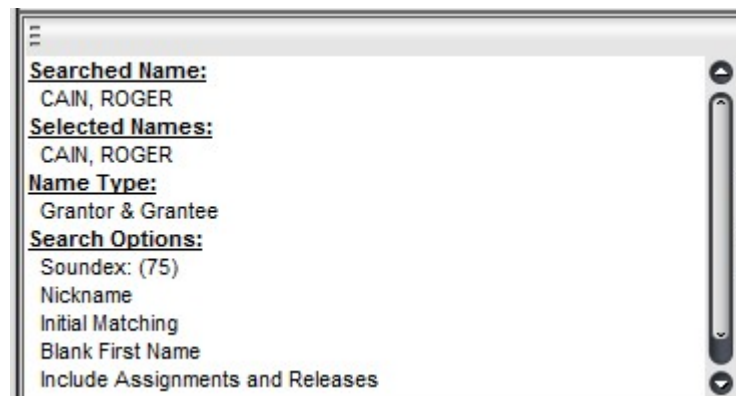 Searched Name:
CAIN, ROGER
Selected Names:
CAIN, ROGER
Name Type:
Grantor & Grantee
Search Options:
Soundex: (75)
Nickname
Initial Matching
Blank First Name
Include Assignments and Releases